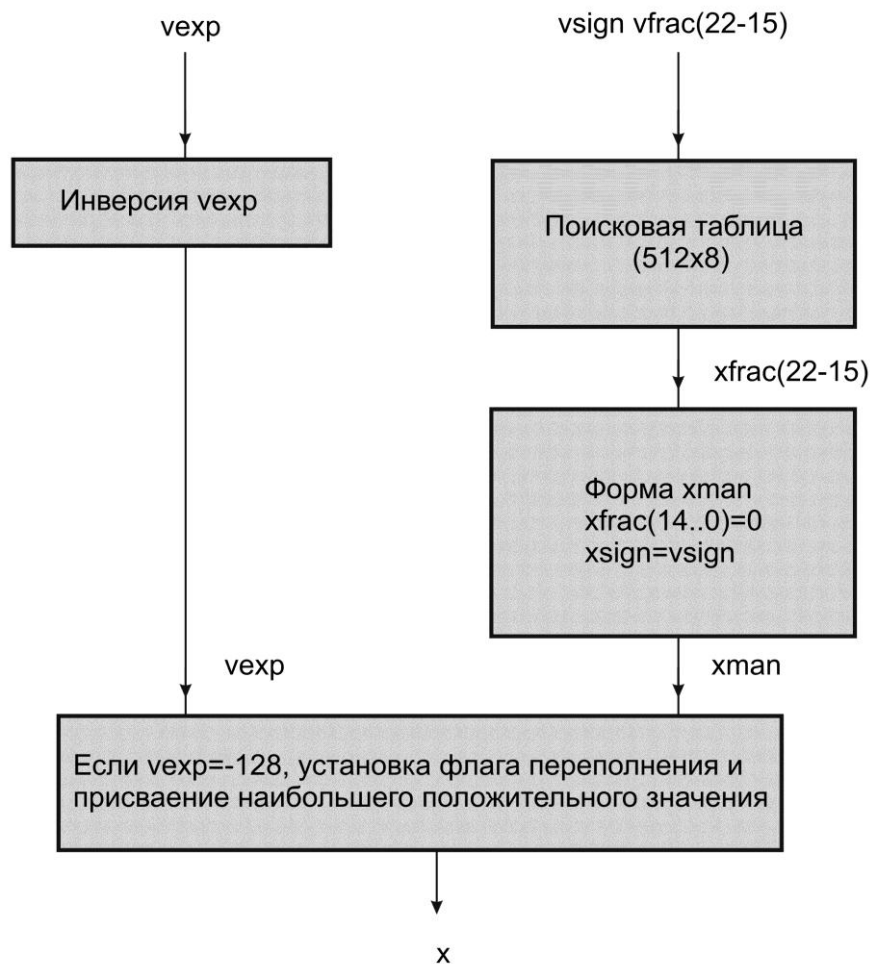 vexp
vsign vfrac(22-15)
Инверсия vexp
Поисковая таблица
(512x8)
xfrac(22-15)
Форма xman
xfrac(14..0)=0
xsign=vsign
vexp
xman
Если vexp=-128, установка флага переполнения и
присваение наибольшего положительного значения
x